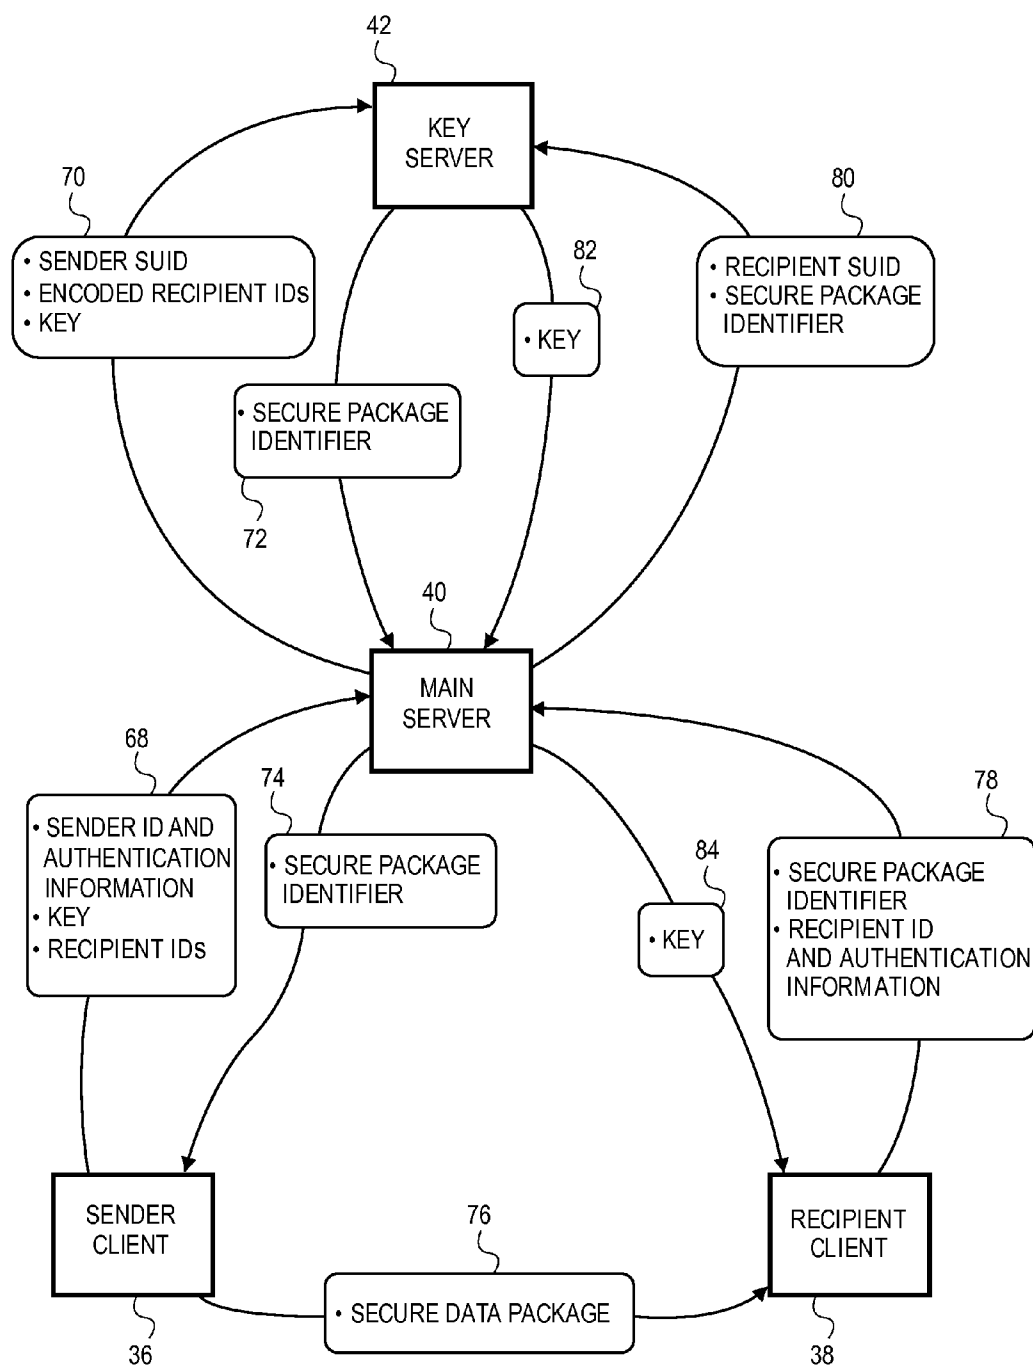 42
KEY
SERVER
70
• SENDER SUID
• ENCODED RECIPIENT IDs
• KEY
82
• KEY
80
• RECIPIENT SUID
• SECURE PACKAGE
IDENTIFIER
• SECURE PACKAGE
IDENTIFIER
72
40
MAIN
SERVER
68
• SENDER ID AND
AUTHENTICATION
INFORMATION
• KEY
• RECIPIENT IDs
74
• SECURE PACKAGE
IDENTIFIER
84
• KEY
78
• SECURE PACKAGE
IDENTIFIER
• RECIPIENT ID
AND AUTHENTICATION
INFORMATION
SENDER
CLIENT
36
76
• SECURE DATA PACKAGE
RECIPIENT
CLIENT
38